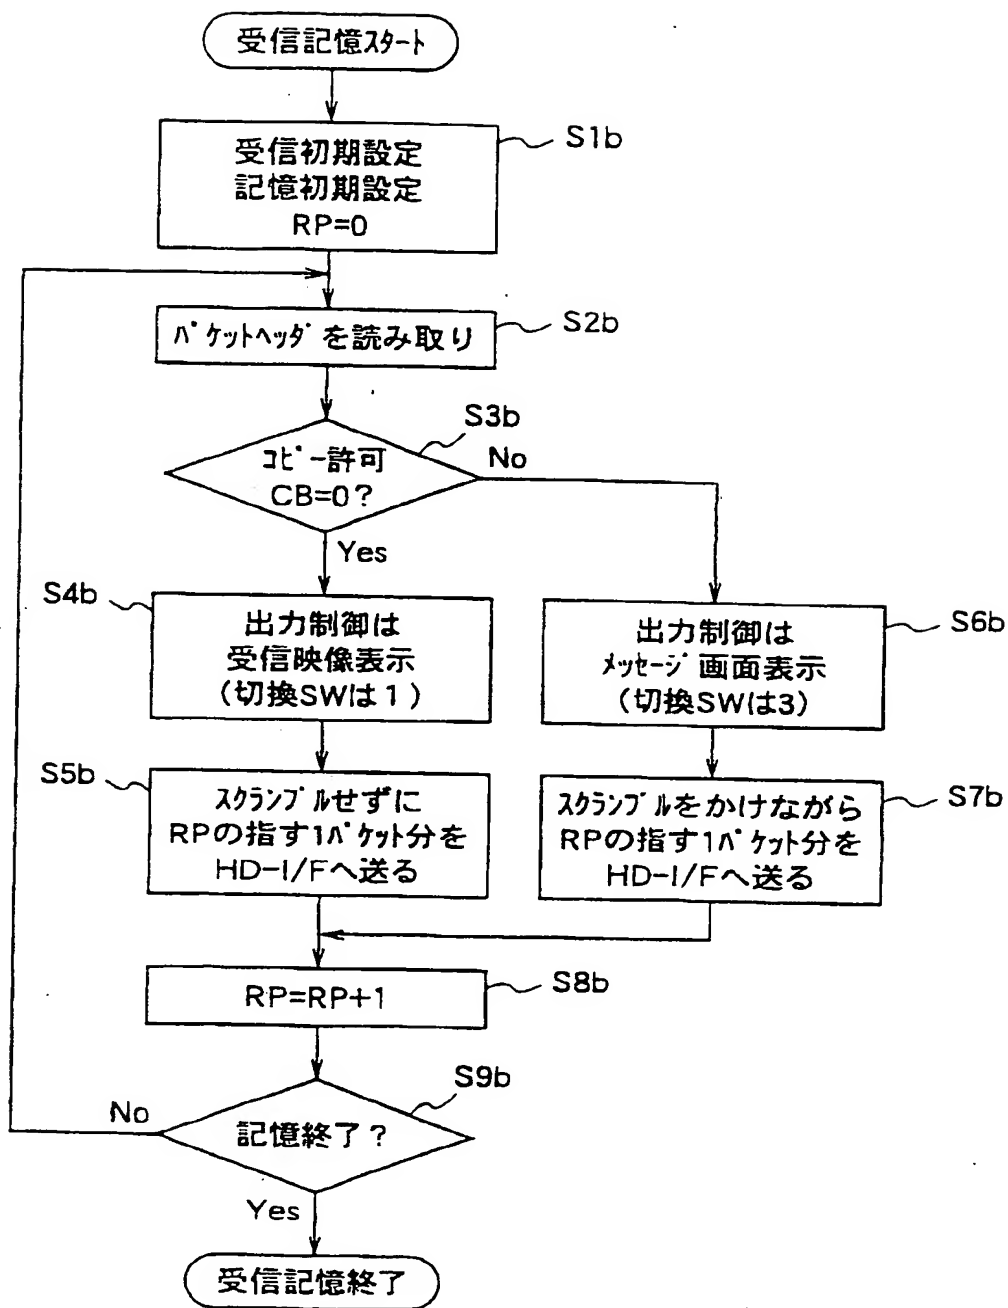 受信記憶ｽﾀｰﾄ
S1b
受信初期設定
記憶初期設定
RP=0
S2b
ﾊﾟｹｯﾄﾍｯﾀﾞを読み取り
S3b
ｺﾋﾟｰ許可
CB=0?
No
Yes
S4b
出力制御は
受信映像表示
(切換SWは1)
S6b
出力制御は
ﾒｯｾｰｼﾞ画面表示
(切換SWは3)
S5b
ｽｸﾗﾝﾌﾞﾙせずに
RPの指す1ﾊﾟｹｯﾄ分を
HD-I/Fへ送る
S7b
ｽｸﾗﾝﾌﾞﾙをかけながら
RPの指す1ﾊﾟｹｯﾄ分を
HD-I/Fへ送る
S8b
RP=RP+1
S9b
No
記憶終了?
Yes
受信記憶終了